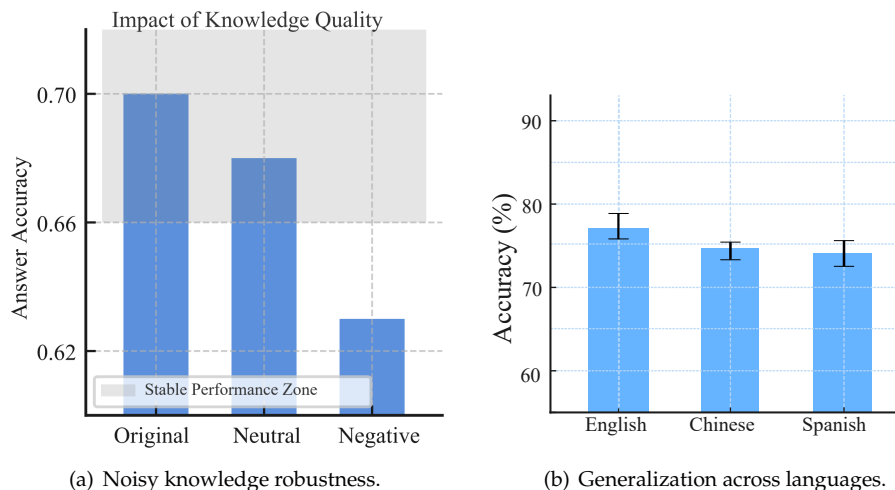 Impact of Knowledge Quality
Answer Accuracy
0.70
0.66
0.62
Stable Performance Zone
Original Neutral Negative
(a) Noisy knowledge robustness.
Accuracy (%)
90
80
70
60
English Chinese Spanish
(b) Generalization across languages.